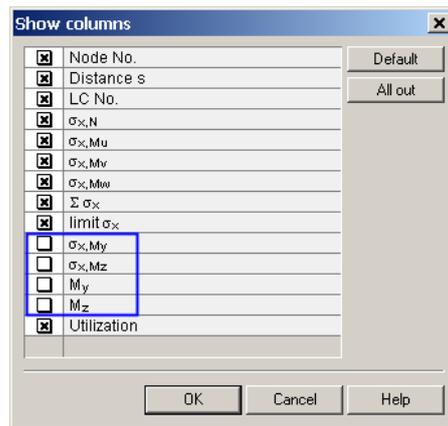 Show columns
Node No.
Distance s
LC No.
σx,N
σx,Mu
σx,Mv
σx,Mw
Σ σx
limit σx
σx,My
σx,Mz
My
Mz
Utilization
Default
All out
OK
Cancel
Help